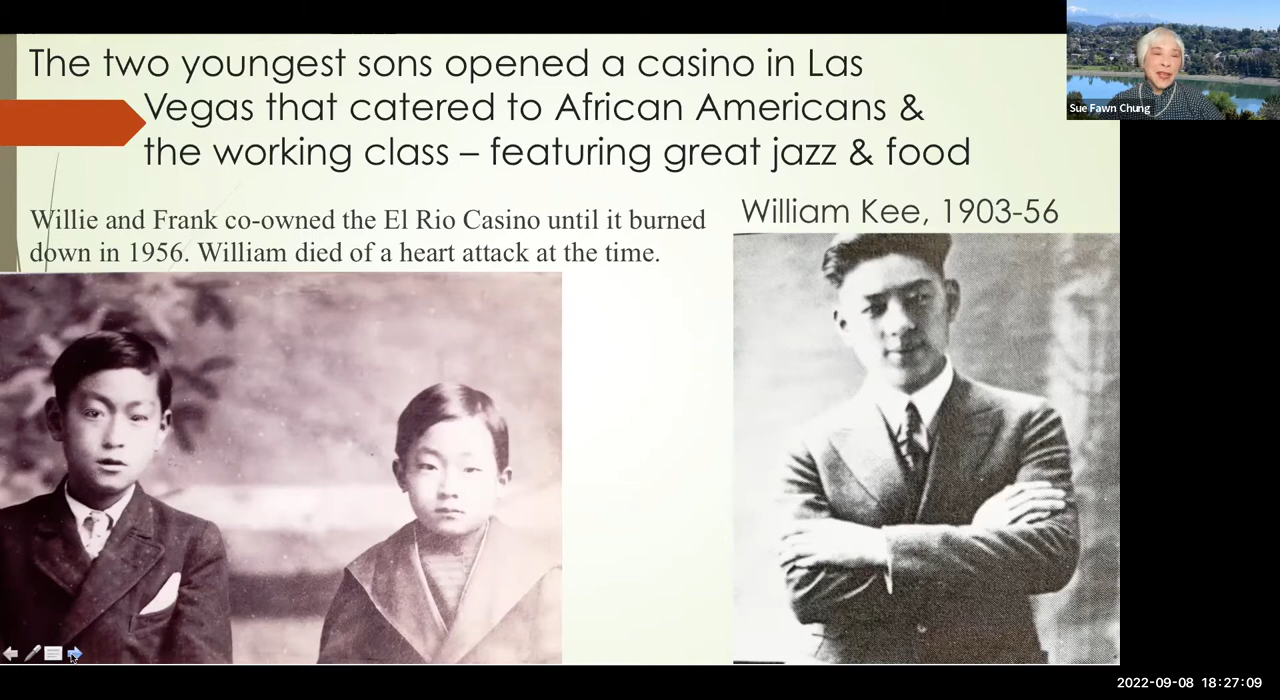 The two youngest sons opened a casino in Las
Vegas that catered to African Americans &
the working class – featuring great jazz & food
Sue Fawn Chung
Willie and Frank co-owned the El Rio Casino until it burned
down in 1956. William died of a heart attack at the time.
William Kee, 1903-56
2022-09-08 18:27:09